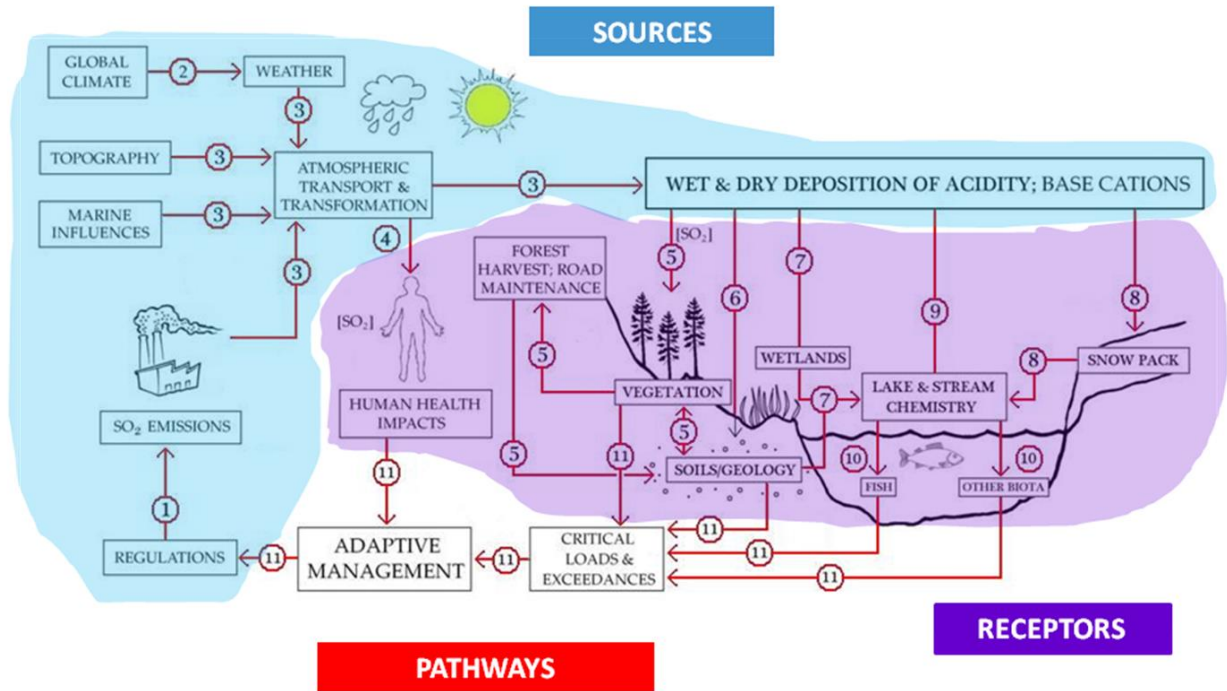 SOURCES
GLOBAL
CLIMATE
2
WEATHER
3
TOPOGRAPHY
3
ATMOSPHERIC
TRANSPORT &
TRANSFORMATION
3
WET & DRY DEPOSITION OF ACIDITY; BASE CATIONS
MARINE
INFLUENCES
3
4
3
[SO₂]
5
6
7
9
8
FOREST
HARVEST; ROAD
MAINTENANCE
[SO₂]
5
WETLANDS
8
SNOW PACK
VEGETATION
7
LAKE & STREAM
CHEMISTRY
HUMAN HEALTH
IMPACTS
SO₂ EMISSIONS
5
11
5
SOILS/GEOLOGY
10
10
FISH
OTHER BIOTA
11
1
11
REGULATIONS
11
ADAPTIVE
MANAGEMENT
11
CRITICAL
LOADS &
EXCEEDANCES
11
11
RECEPTORS
PATHWAYS